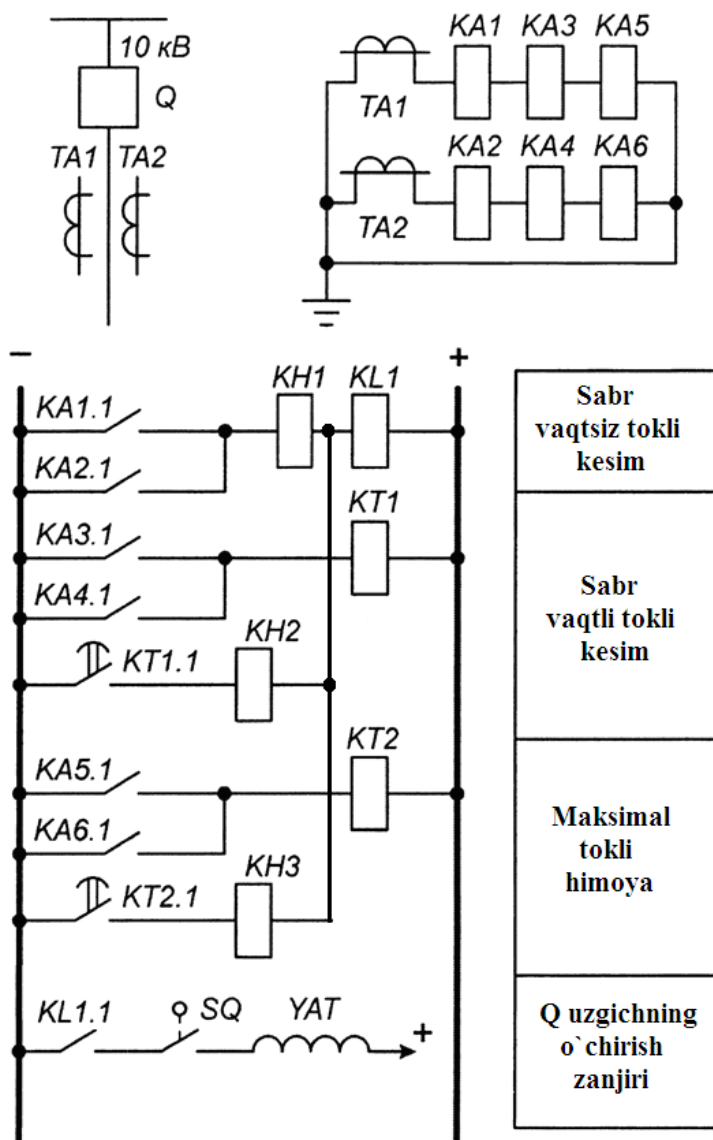 10 кВ
Q
TA1 TA2
KA1 KA3 KA5
TA1
KA2 KA4 KA6
TA2
− +
KH1 KL1
KA1.1
KA2.1
KT1
KA3.1
KA4.1
KH2
KT1.1
KT2
KA5.1
KA6.1
KH3
KT2.1
KL1.1 SQ YAT +
Sabr
vaqtsiz tokli
kesim
Sabr
vaqtli tokli
kesim
Maksimal
tokli
himoya
Q uzgichning
o`chirish
zanjiri